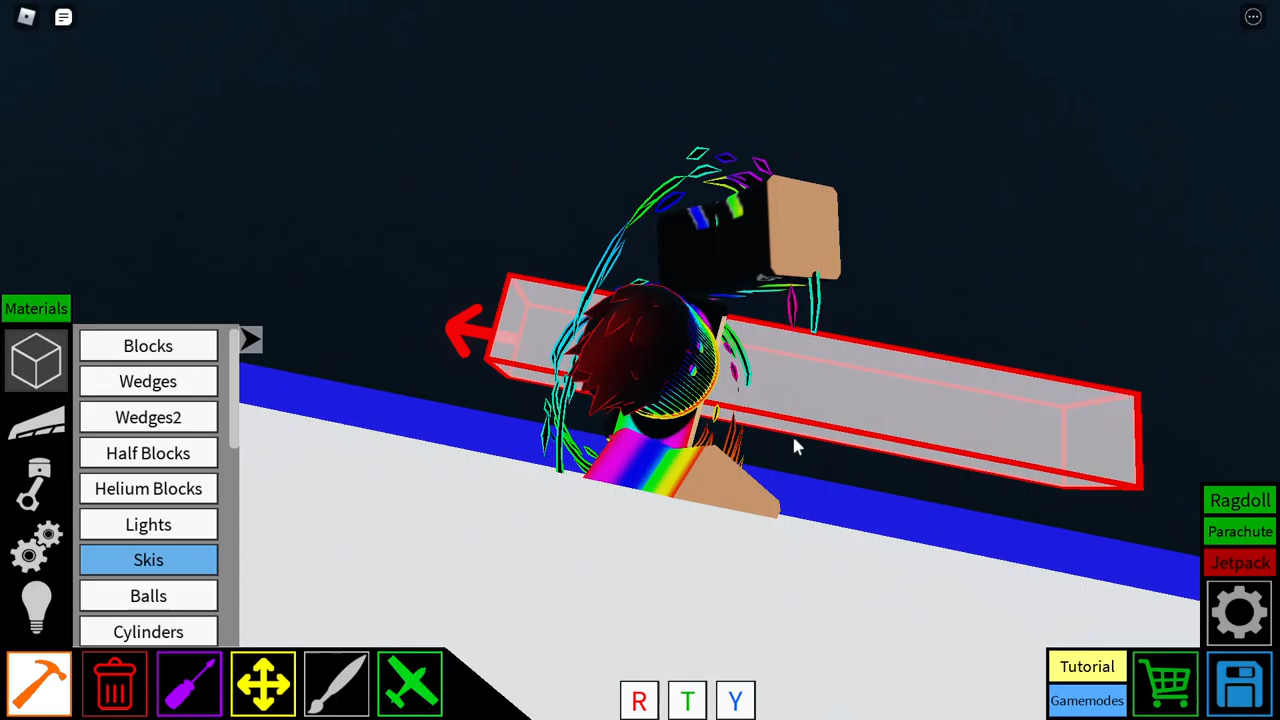 Materials
Blocks
Wedges
Wedges2
Half Blocks
Helium Blocks
Lights
Skis
Balls
Cylinders
Ragdoll
Parachute
Jetpack
Tutorial
Gamemodes
R T Y